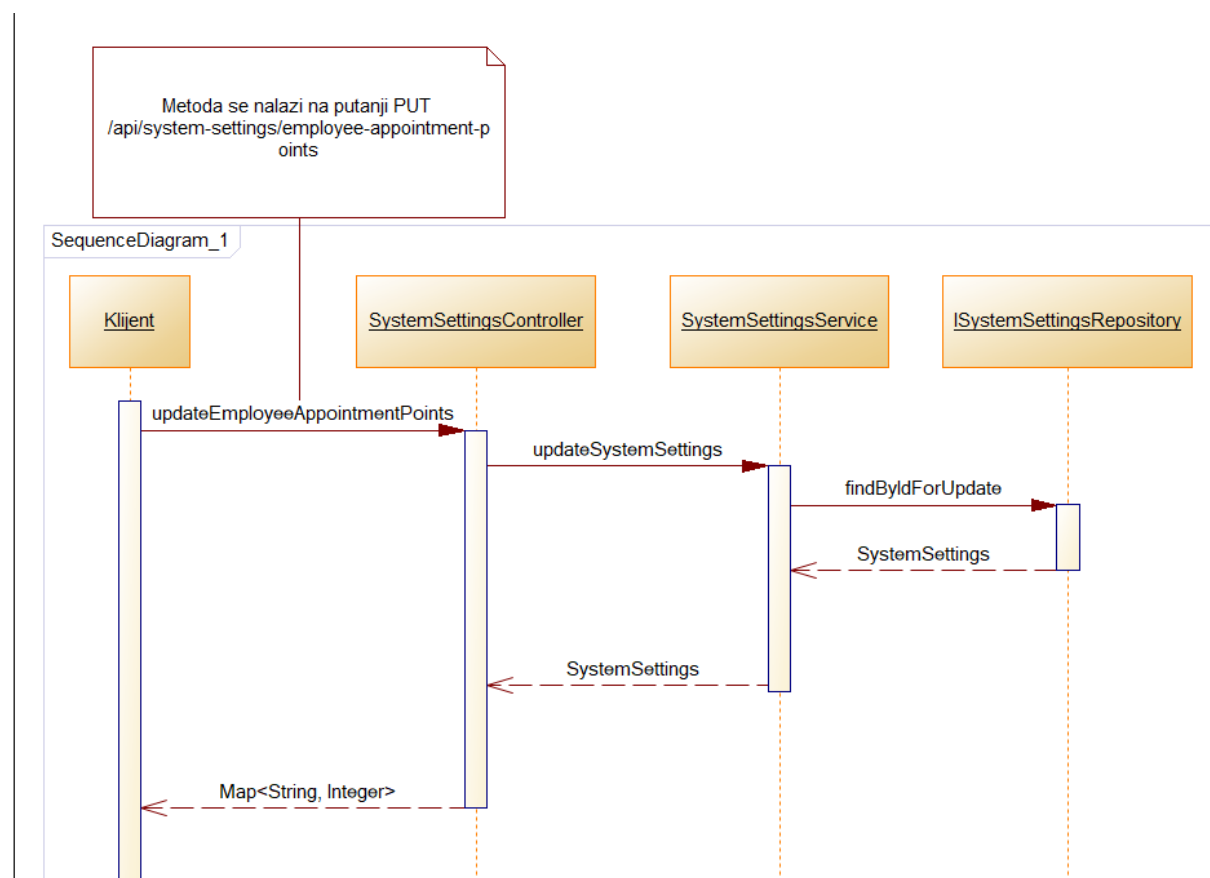 Metoda se nalazi na putanji PUT
/api/system-settings/employee-appointment-p
oints
SequenceDiagram_1
Klijent
SystemSettingsController
SystemSettingsService
ISystemSettingsRepository
updateEmployeeAppointmentPoints
updateSystemSettings
findByIdForUpdate
SystemSettings
SystemSettings
Map<String, Integer>